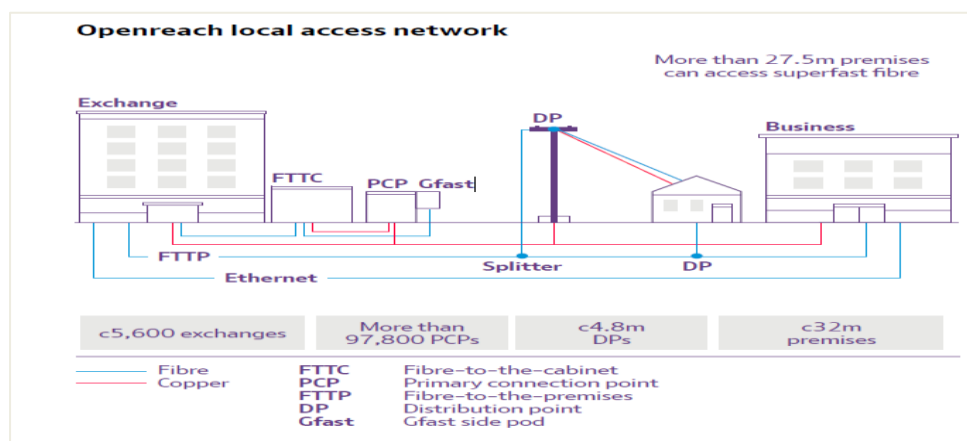 Openreach local access network
More than 27.5m premises
can access superfast fibre
Exchange
DP
Business
FTTC
PCP
Gfast
FTTP
Splitter
DP
Ethernet
c5,600 exchanges
More than
97,800 PCPs
c4.8m
DPs
c32m
premises
Fibre
Copper
FTTC Fibre-to-the-cabinet
PCP Primary connection point
FTTP Fibre-to-the-premises
DP Distribution point
Gfast Gfast side pod